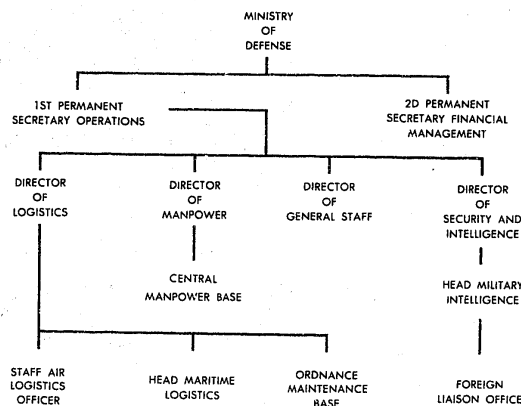 MINISTRY
OF
DEFENSE
1ST PERMANENT
SECRETARY OPERATIONS
2D PERMANENT
SECRETARY FINANCIAL
MANAGEMENT
DIRECTOR
OF
LOGISTICS
DIRECTOR
OF
MANPOWER
DIRECTOR
OF
GENERAL STAFF
DIRECTOR
OF
SECURITY AND
INTELLIGENCE
CENTRAL
MANPOWER BASE
HEAD MILITARY
INTELLIGENCE
STAFF AIR
LOGISTICS
OFFICER
HEAD MARITIME
LOGISTICS
ORDNANCE
MAINTENANCE
BASE
FOREIGN
LIAISON OFFICE